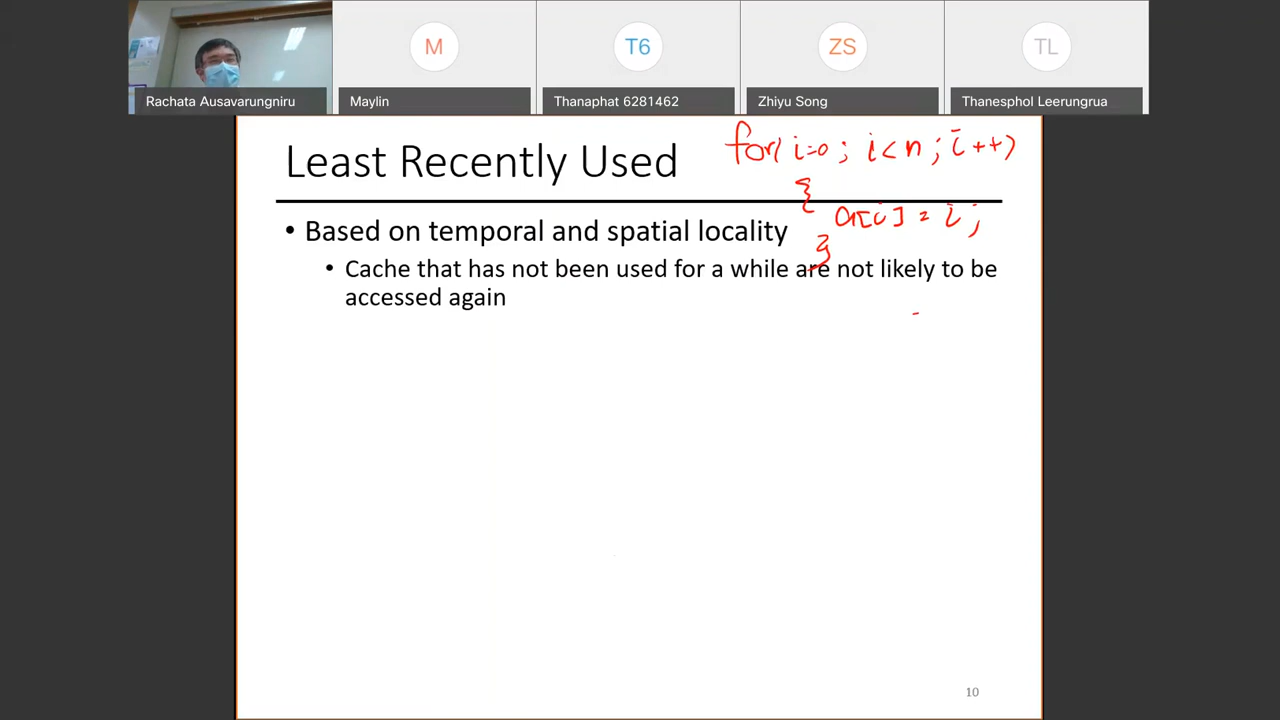 M
T6
ZS
TL
Rachata Ausavarungniru
Maylin
Thanaphat 6281462
Zhiyu Song
Thanesphol Leerungrua
Least Recently Used
for( i=0 ; i<n ; i++)
{
a[i] = i ;
}
• Based on temporal and spatial locality
• Cache that has not been used for a while are not likely to be
accessed again
10